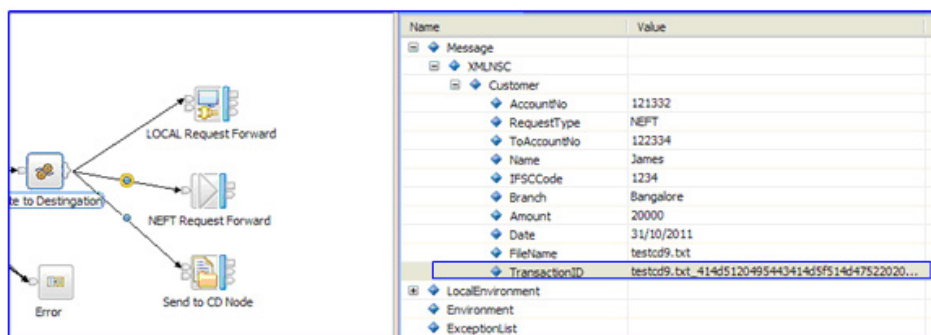 LOCAL Request Forward
te to Destingation
NEFT Request Forward
Send to CD Node
Error
Name Value
Message
XMLNSC
Customer
AccountNo 121332
RequestType NEFT
ToAccountNo 122334
Name James
IFSCCode 1234
Branch Bangalore
Amount 20000
Date 31/10/2011
FileName testcd9.txt
TransactionID testcd9.txt_414d5120495443414d5f514d47522020...
LocalEnvironment
Environment
ExceptionList